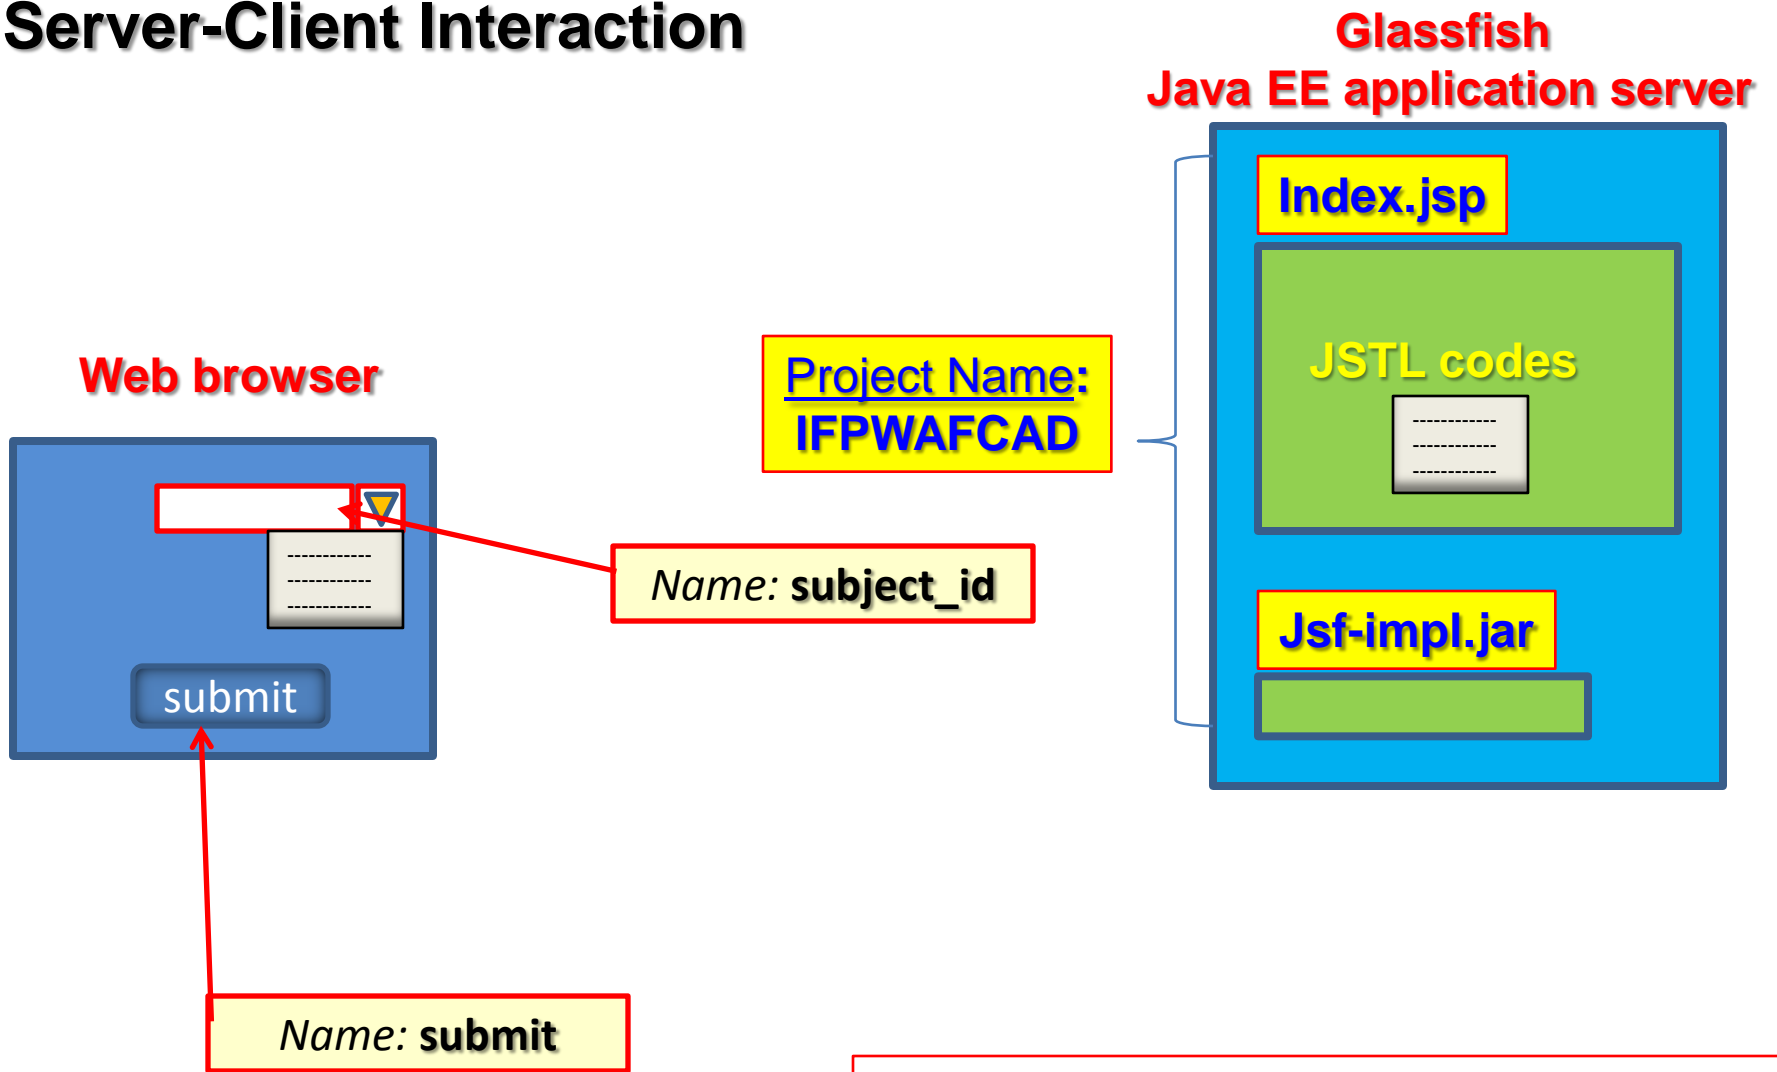 Server-Client Interaction
Glassfish
Java EE application server
Index.jsp
JSTL codes
------------
------------
------------
Project Name:
IFPWAFCAD
Web browser
------------
------------
------------
Name: subject_id
Jsf-impl.jar
submit
Name: submit